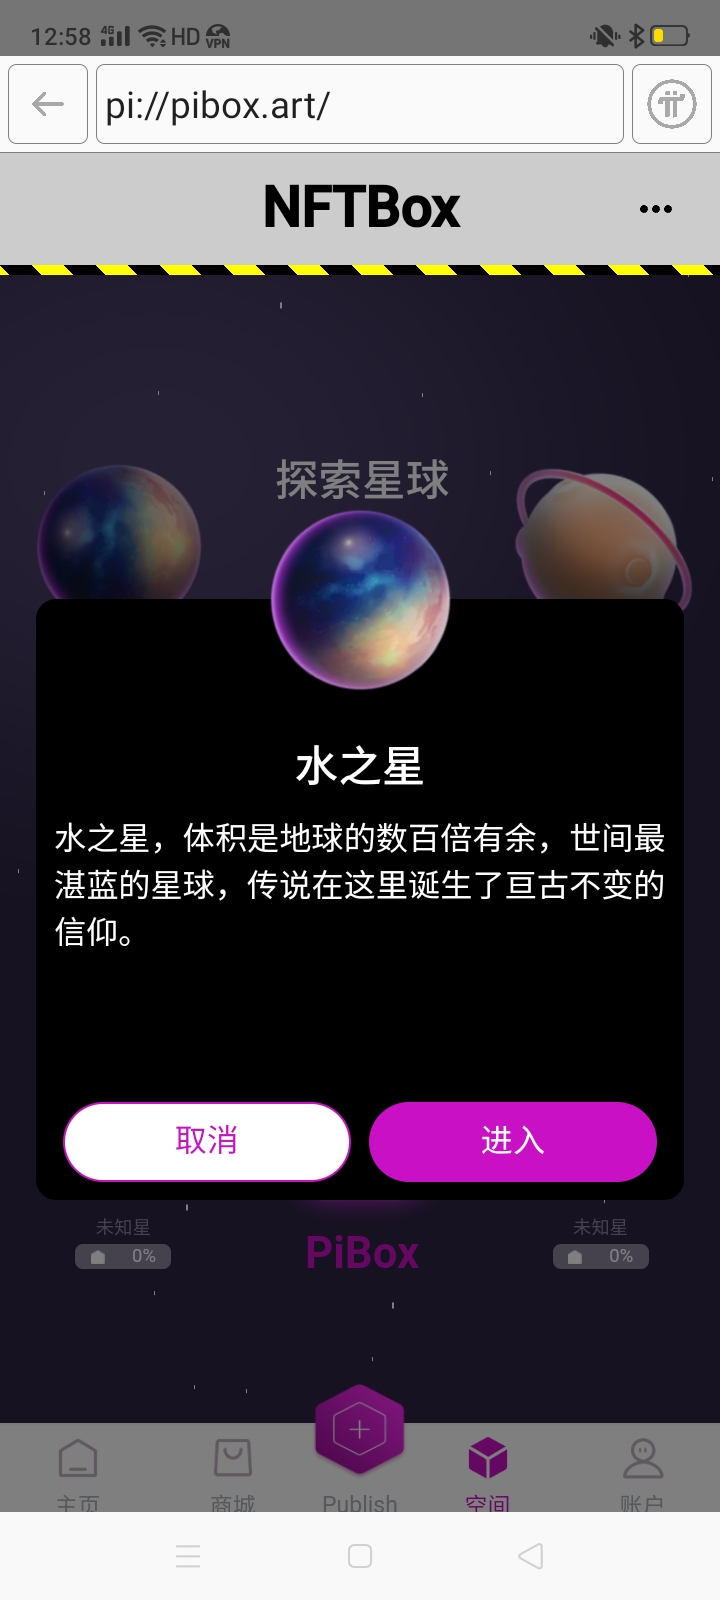 12:58 4G HD VPN
pi://pibox.art/
NFTBox
探索星球
水之星
水之星，体积是地球的数百倍有余，世间最
湛蓝的星球，传说在这里诞生了亘古不变的
信仰。
取消 进入
未知星 未知星
0% PiBox 0%
主页 商城 Publish 空间 账户